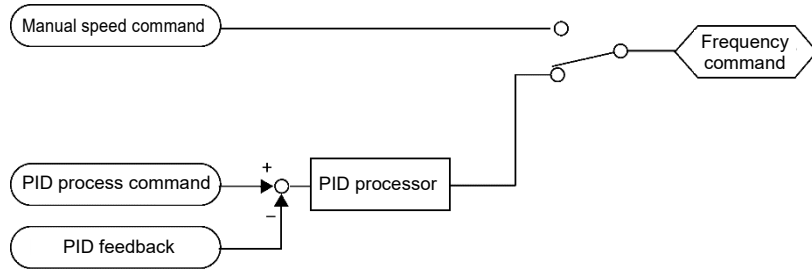 Manual speed command
Frequency
command
PID process command
+
PID processor
−
PID feedback